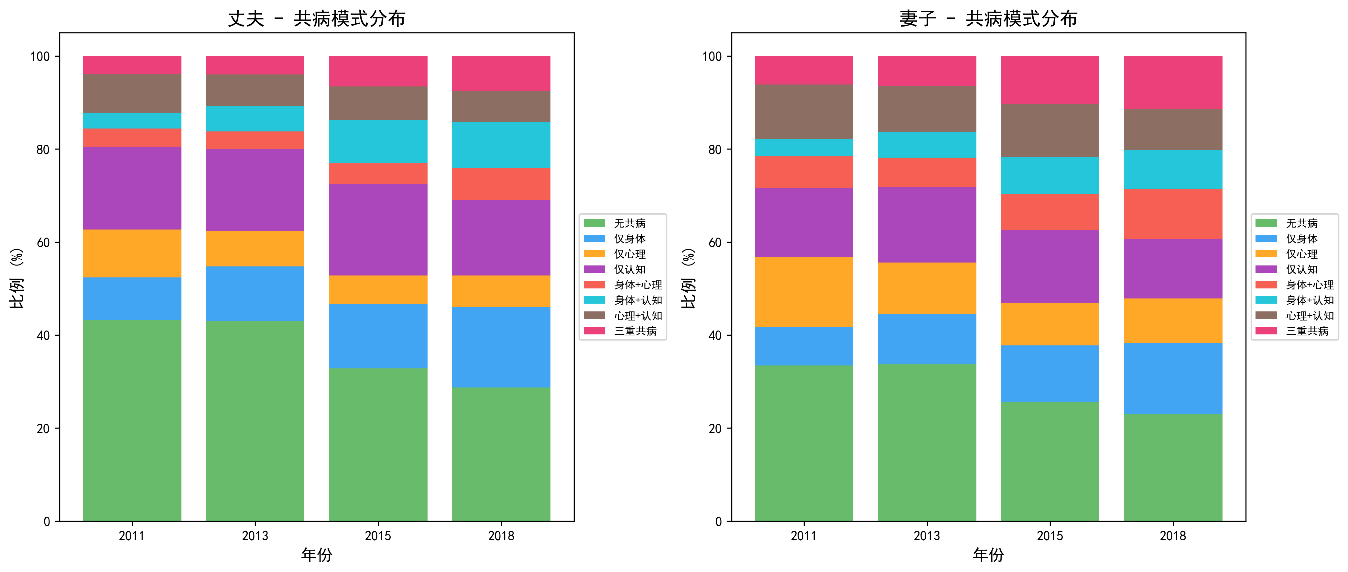 丈夫 - 共病模式分布
比例 (%)
100
80
60
40
20
0
2011 2013 2015 2018
年份
无共病
仅身体
仅心理
仅认知
身体+心理
身体+认知
心理+认知
三重共病
妻子 - 共病模式分布
比例 (%)
100
80
60
40
20
0
2011 2013 2015 2018
年份
无共病
仅身体
仅心理
仅认知
身体+心理
身体+认知
心理+认知
三重共病